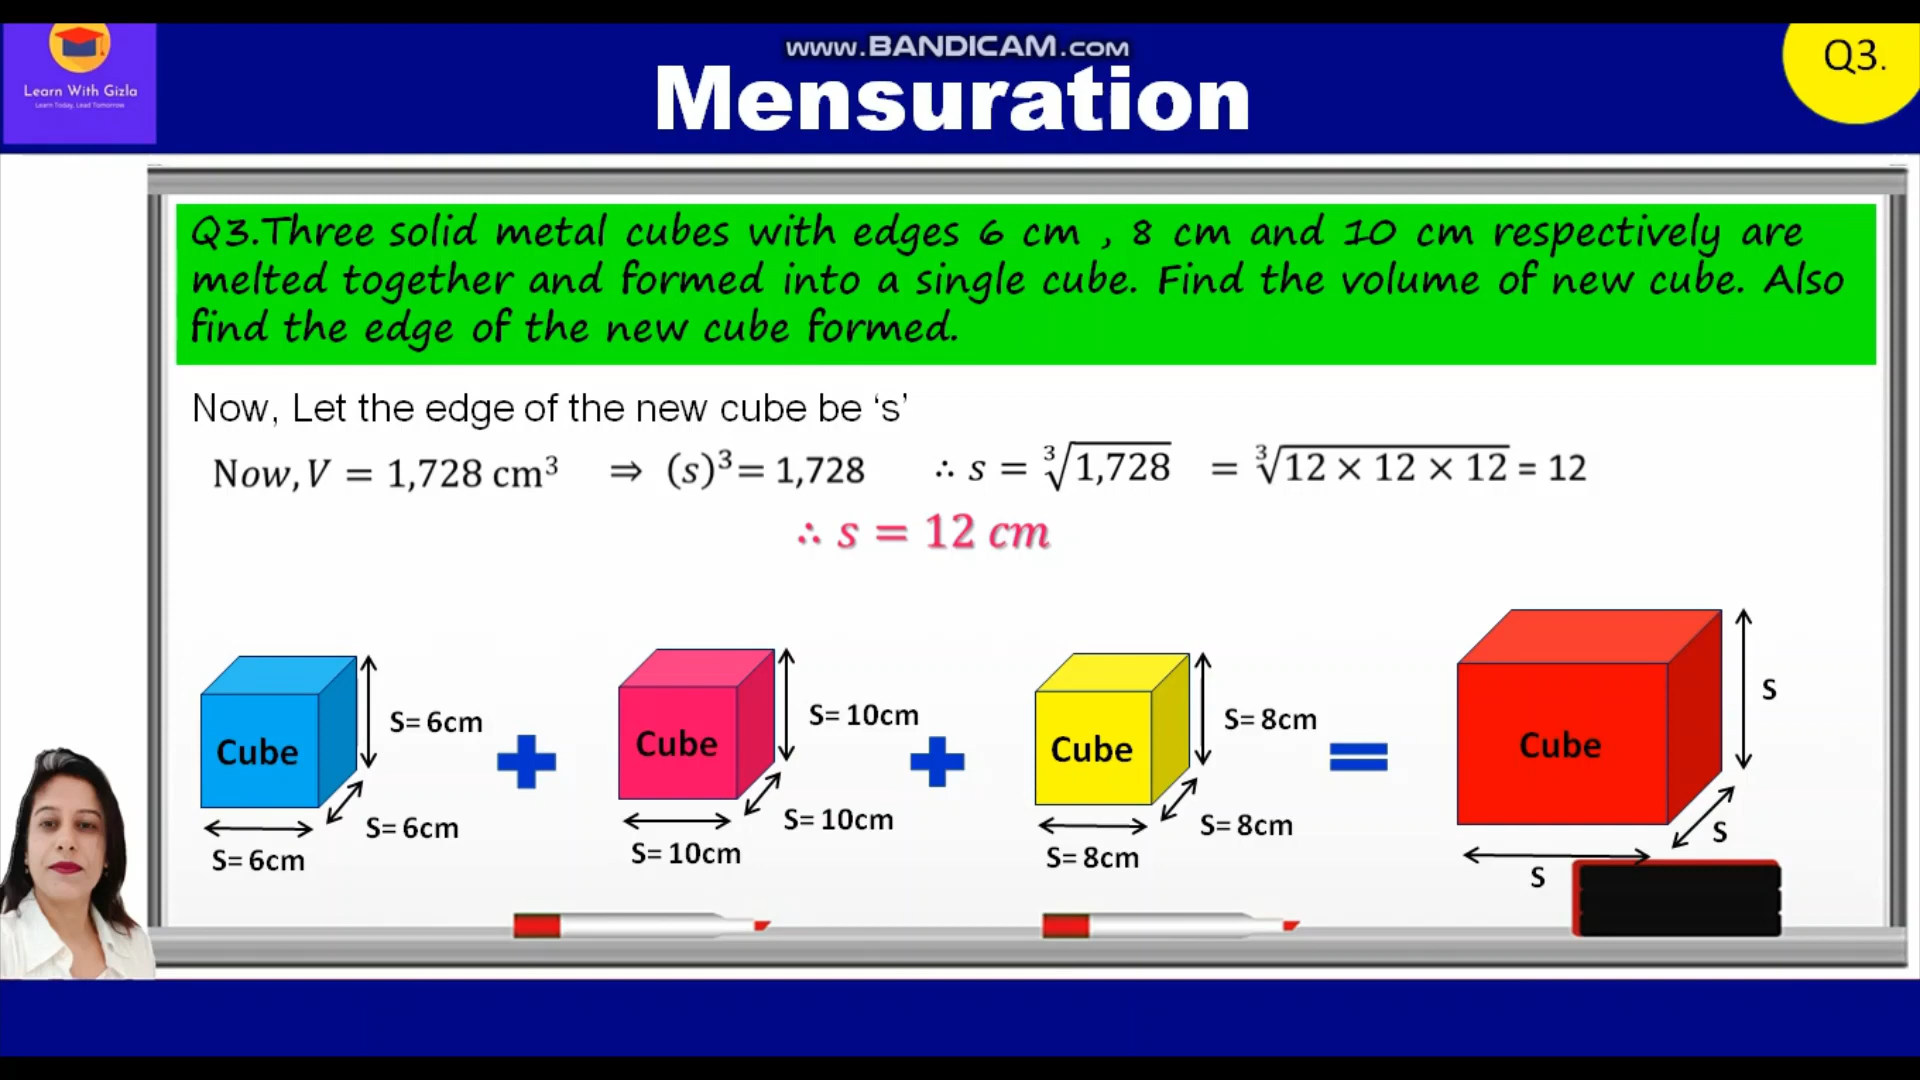 www.BANDICAM.com
Learn With Gizla
Learn Today, Lead Tomorrow
Mensuration
Q3.
Q3.Three solid metal cubes with edges 6 cm , 8 cm and 10 cm respectively are
melted together and formed into a single cube. Find the volume of new cube. Also
find the edge of the new cube formed.
Now, Let the edge of the new cube be ‘s’
Now, V = 1,728 cm³ ⇒ (s)³= 1,728 ∴ s = ∛1,728 = ∛12 × 12 × 12 = 12
∴ s = 12 cm
Cube
S= 6cm
S= 6cm
S= 6cm
+
Cube
S= 10cm
S= 10cm
S= 10cm
+
Cube
S= 8cm
S= 8cm
S= 8cm
=
Cube
S
S
S